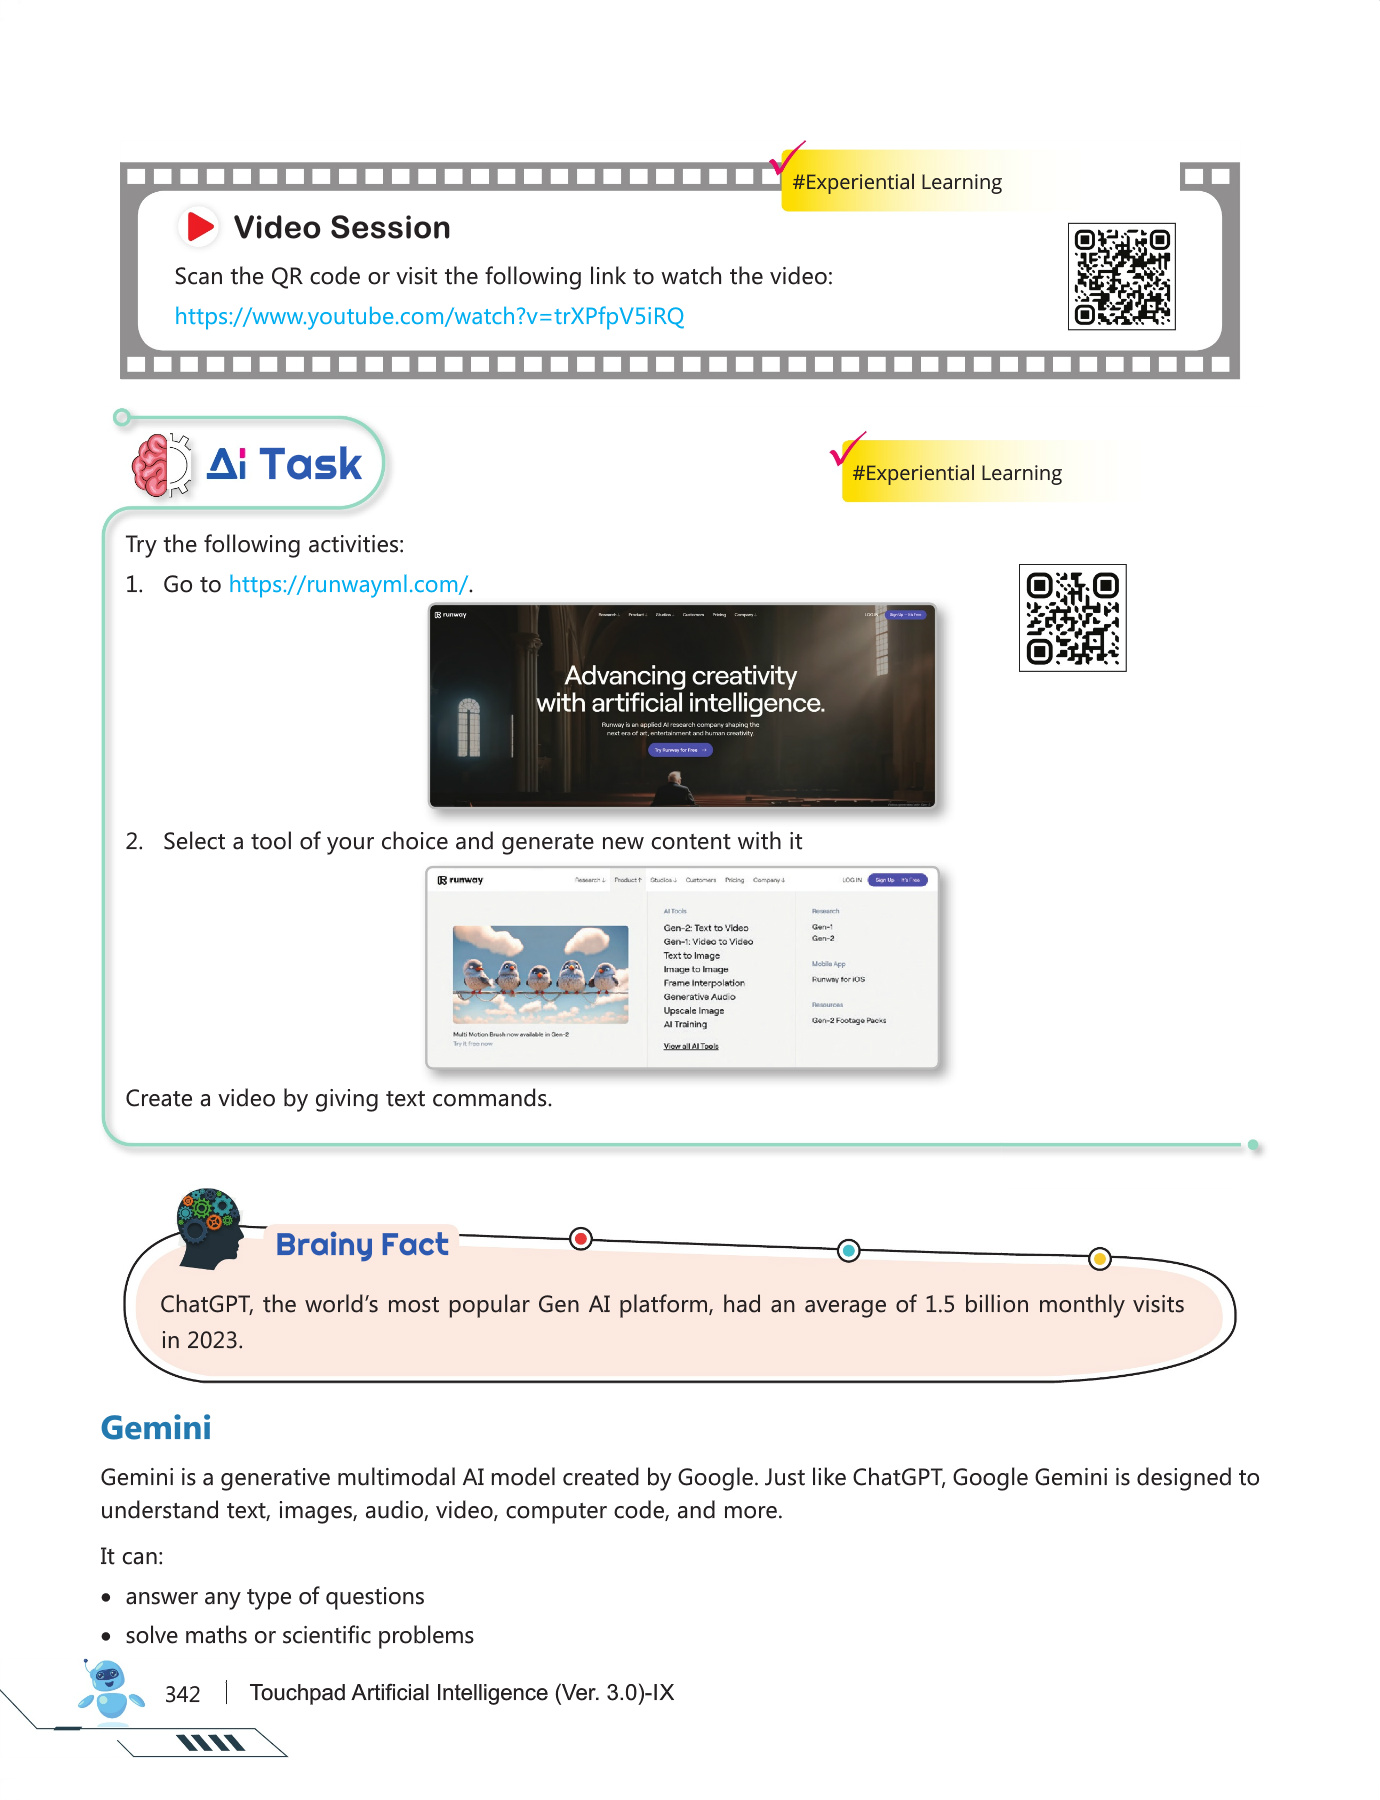 #Experiential Learning
Video Session
Scan the QR code or visit the following link to watch the video:
https://www.youtube.com/watch?v=trXPfpV5iRQ
Ai Task
#Experiential Learning
Try the following activities:
1. Go to https://runwayml.com/.
runway
Research ↓ Product ↓ Studios ↓ Customers Pricing Company ↓
LOG IN Sign Up – It's Free
Advancing creativity
with artificial intelligence.
Runway is an applied AI research company shaping the
next era of art, entertainment and human creativity.
Try Runway for Free →
2. Select a tool of your choice and generate new content with it
runway
Research ↓ Product ↑ Studios ↓ Customers Pricing Company ↓
LOG IN Sign Up It's Free
AI Tools
Gen-2: Text to Video
Gen-1: Video to Video
Text to Image
Image to Image
Frame Interpolation
Generative Audio
Upscale Image
AI Training
View all AI Tools
Research
Gen-1
Gen-2
Mobile App
Runway for iOS
Resources
Gen-2 Footage Packs
Multi Motion Brush now available in Gen-2
Try it free now
Create a video by giving text commands.
Brainy Fact
ChatGPT, the world’s most popular Gen AI platform, had an average of 1.5 billion monthly visits
in 2023.
Gemini
Gemini is a generative multimodal AI model created by Google. Just like ChatGPT, Google Gemini is designed to
understand text, images, audio, video, computer code, and more.
It can:
• answer any type of questions
• solve maths or scientific problems
342 | Touchpad Artificial Intelligence (Ver. 3.0)-IX